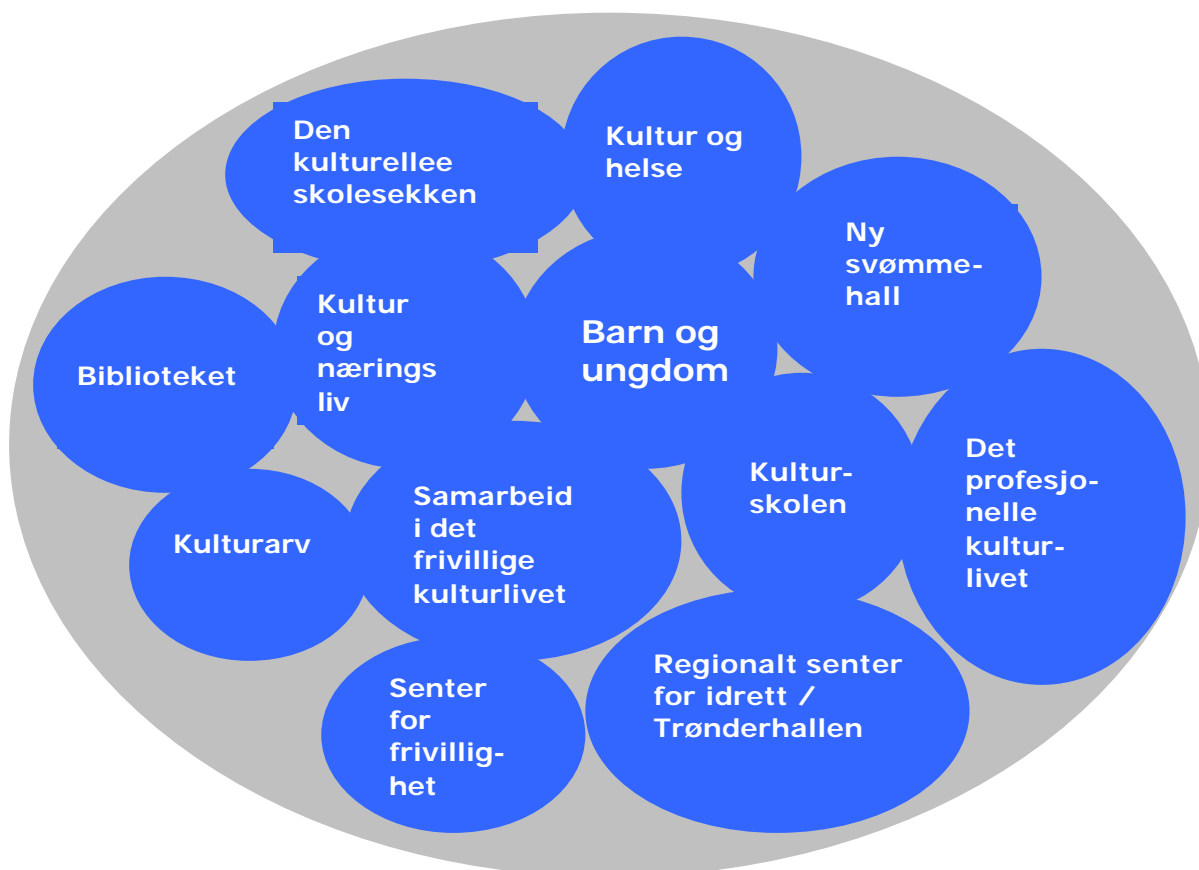 Den
kulturellee
skolesekken
Kultur og
helse
Ny
svømme-
hall
Kultur
og
nærings
liv
Barn og
ungdom
Biblioteket
Det
profesjo-
nelle
kultur-
livet
Kultur-
skolen
Samarbeid
i det
frivillige
kulturlivet
Kulturarv
Regionalt senter
for idrett /
Trønderhallen
Senter
for
frivillig-
het